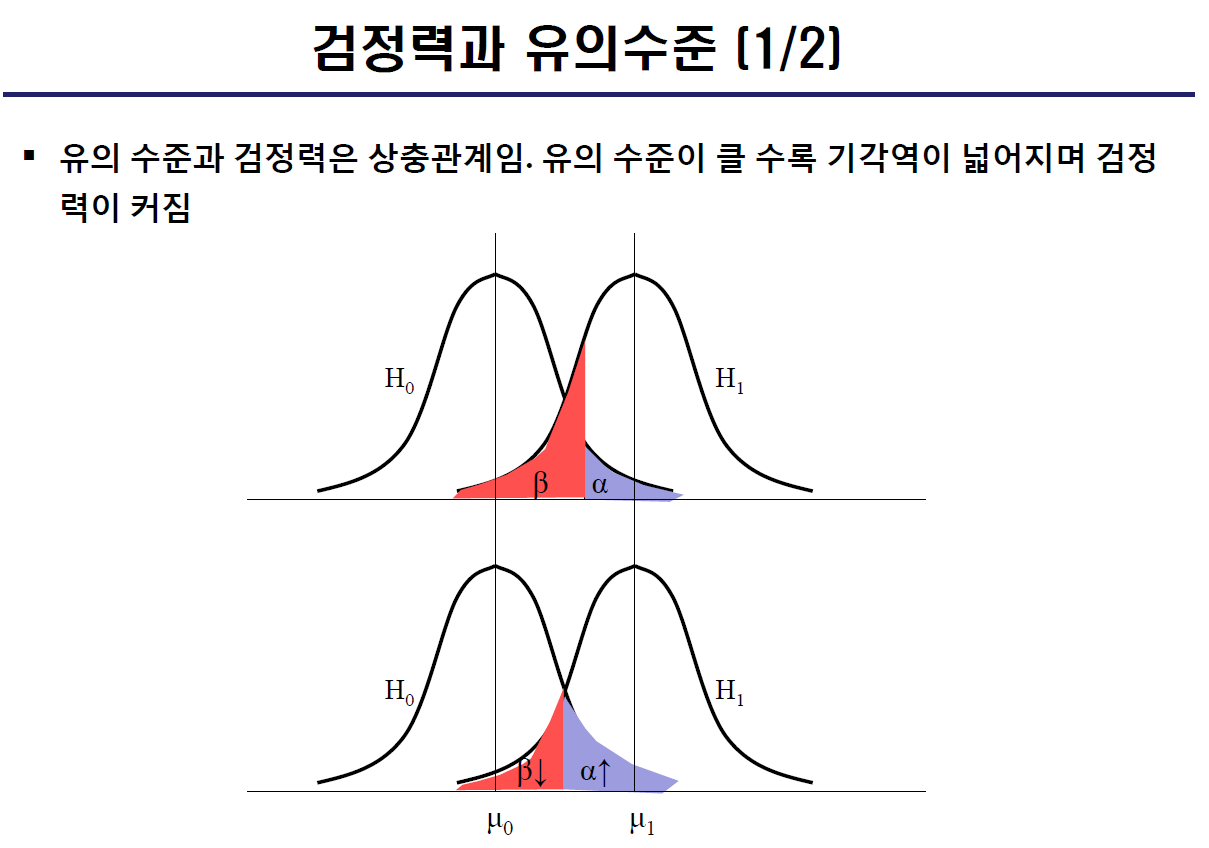 검정력과 유의수준 (1/2)
▪ 유의 수준과 검정력은 상충관계임. 유의 수준이 클 수록 기각역이 넓어지며 검정
력이 커짐
H₀
H₁
β
α
H₀
H₁
β↓
α↑
μ₀
μ₁